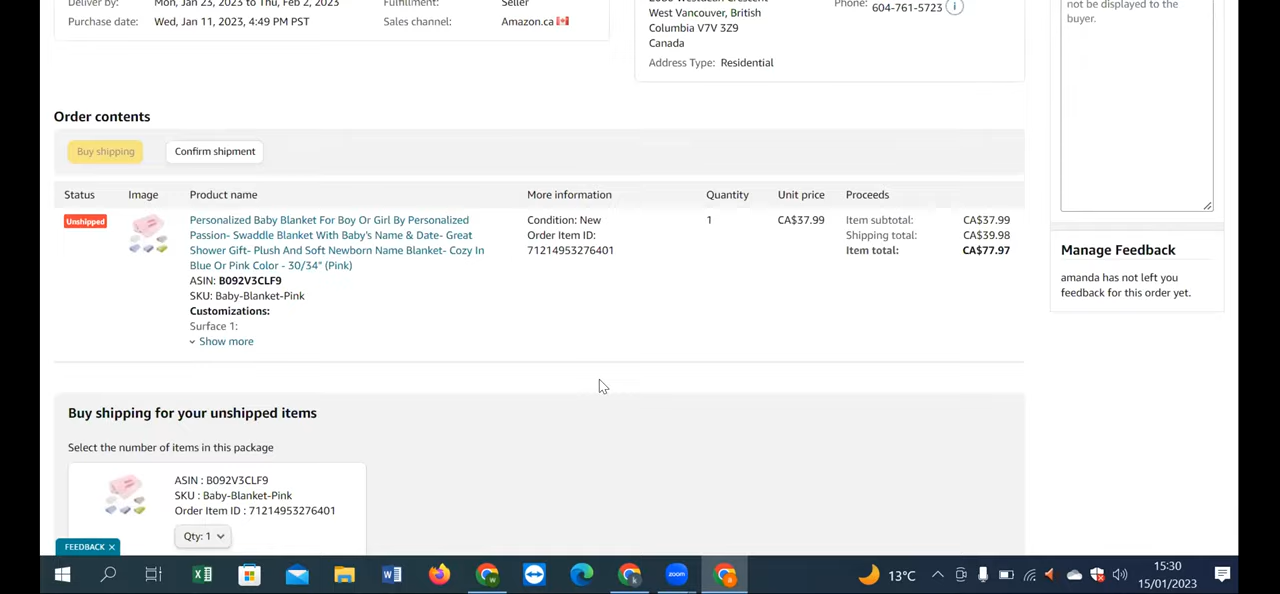 Deliver by: Mon, Jan 23, 2023 to Thu, Feb 2, 2023 Fulfillment: Seller
Purchase date: Wed, Jan 11, 2023, 4:49 PM PST Sales channel: Amazon.ca
West Vancouver, British
Columbia V7V 3Z9
Canada
Address Type: Residential
Phone: 604-761-5723
not be displayed to the
buyer.
Order contents
Buy shipping Confirm shipment
Status Image Product name More information Quantity Unit price Proceeds
Unshipped
Personalized Baby Blanket For Boy Or Girl By Personalized
Passion- Swaddle Blanket With Baby's Name & Date- Great
Shower Gift- Plush And Soft Newborn Name Blanket- Cozy In
Blue Or Pink Color - 30/34" (Pink)
ASIN: B092V3CLF9
SKU: Baby-Blanket-Pink
Customizations:
Surface 1:
Show more
Condition: New
Order Item ID:
71214953276401
1
CA$37.99
Item subtotal: CA$37.99
Shipping total: CA$39.98
Item total: CA$77.97
Manage Feedback
amanda has not left you
feedback for this order yet.
Buy shipping for your unshipped items
Select the number of items in this package
ASIN : B092V3CLF9
SKU : Baby-Blanket-Pink
Order Item ID : 71214953276401
Qty: 1
FEEDBACK ×
zoom
13°C
15:30
15/01/2023